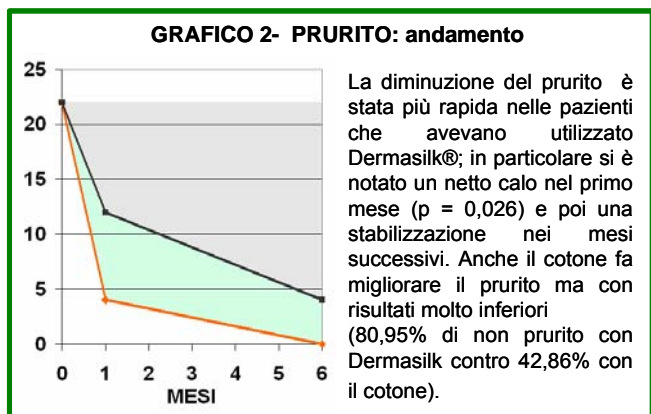 GRAFICO 2- PRURITO: andamento
25
20
15
10
5
0
0 1 2 3 4 5 6
MESI
La diminuzione del prurito è
stata più rapida nelle pazienti
che avevano utilizzato
Dermasilk®; in particolare si è
notato un netto calo nel primo
mese (p = 0,026) e poi una
stabilizzazione nei mesi
successivi. Anche il cotone fa
migliorare il prurito ma con
risultati molto inferiori
(80,95% di non prurito con
Dermasilk contro 42,86% con
il cotone).